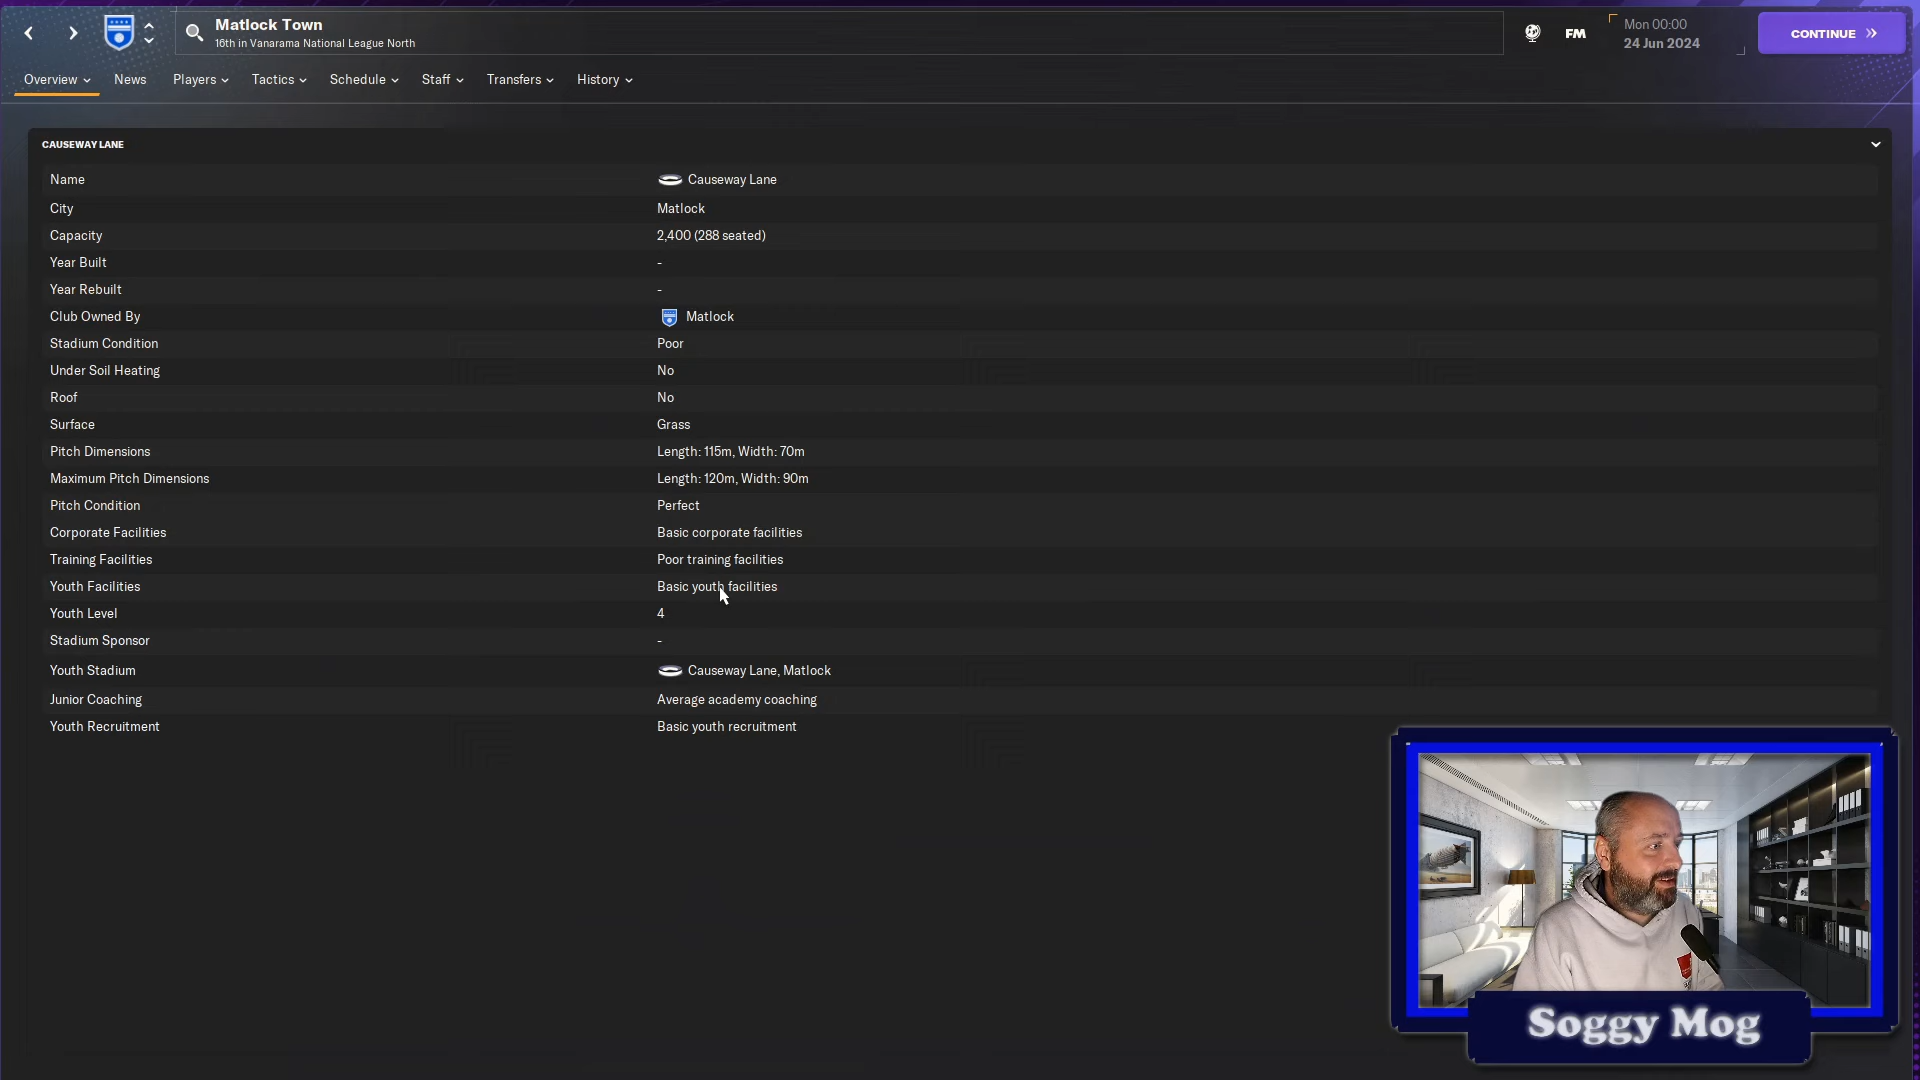 Matlock Town
16th in Vanarama National League North
FM
Mon 00:00
24 Jun 2024
CONTINUE
Overview
News
Players
Tactics
Schedule
Staff
Transfers
History
CAUSEWAY LANE
Name Causeway Lane
City Matlock
Capacity 2,400 (288 seated)
Year Built -
Year Rebuilt -
Club Owned By Matlock
Stadium Condition Poor
Under Soil Heating No
Roof No
Surface Grass
Pitch Dimensions Length: 115m, Width: 70m
Maximum Pitch Dimensions Length: 120m, Width: 90m
Pitch Condition Perfect
Corporate Facilities Basic corporate facilities
Training Facilities Poor training facilities
Youth Facilities Basic youth facilities
Youth Level 4
Stadium Sponsor -
Youth Stadium Causeway Lane, Matlock
Junior Coaching Average academy coaching
Youth Recruitment Basic youth recruitment
Soggy Mog